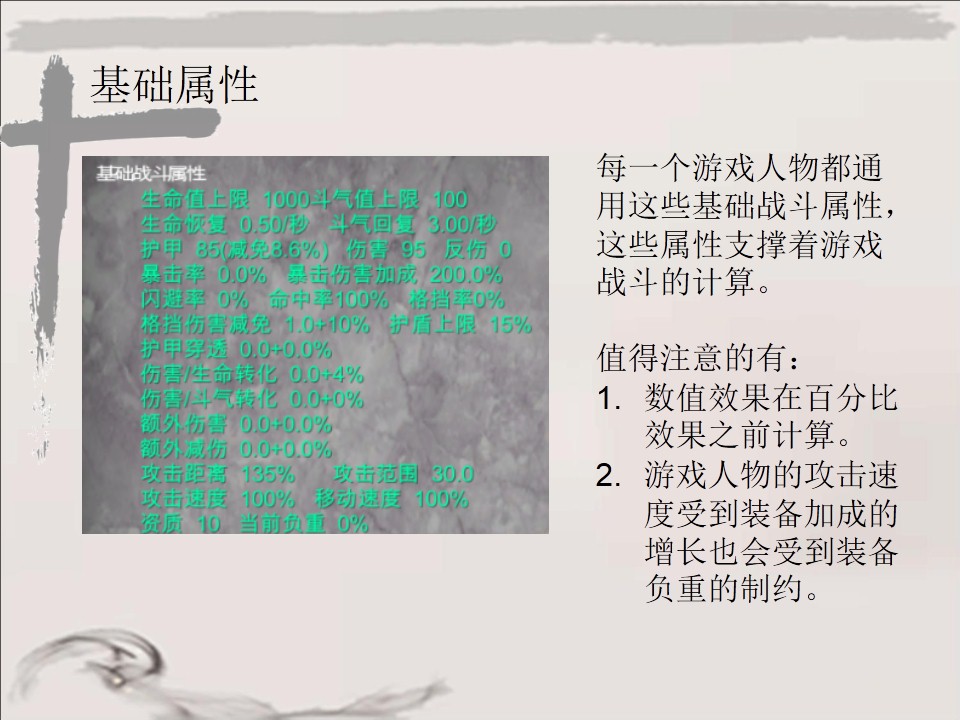 基础属性
基础战斗属性
生命值上限 1000斗气值上限 100
生命恢复 0.50/秒 斗气回复 3.00/秒
护甲 85(减免8.6%) 伤害 95 反伤 0
暴击率 0.0% 暴击伤害加成 200.0%
闪避率 0% 命中率100% 格挡率0%
格挡伤害减免 1.0+10% 护盾上限 15%
护甲穿透 0.0+0.0%
伤害/生命转化 0.0+4%
伤害/斗气转化 0.0+0%
额外伤害 0.0+0.0%
额外减伤 0.0+0.0%
攻击距离 135% 攻击范围 30.0
攻击速度 100% 移动速度 100%
资质 10 当前负重 0%
每一个游戏人物都通
用这些基础战斗属性，
这些属性支撑着游戏
战斗的计算。
值得注意的有：
1. 数值效果在百分比
效果之前计算。
2. 游戏人物的攻击速
度受到装备加成的
增长也会受到装备
负重的制约。